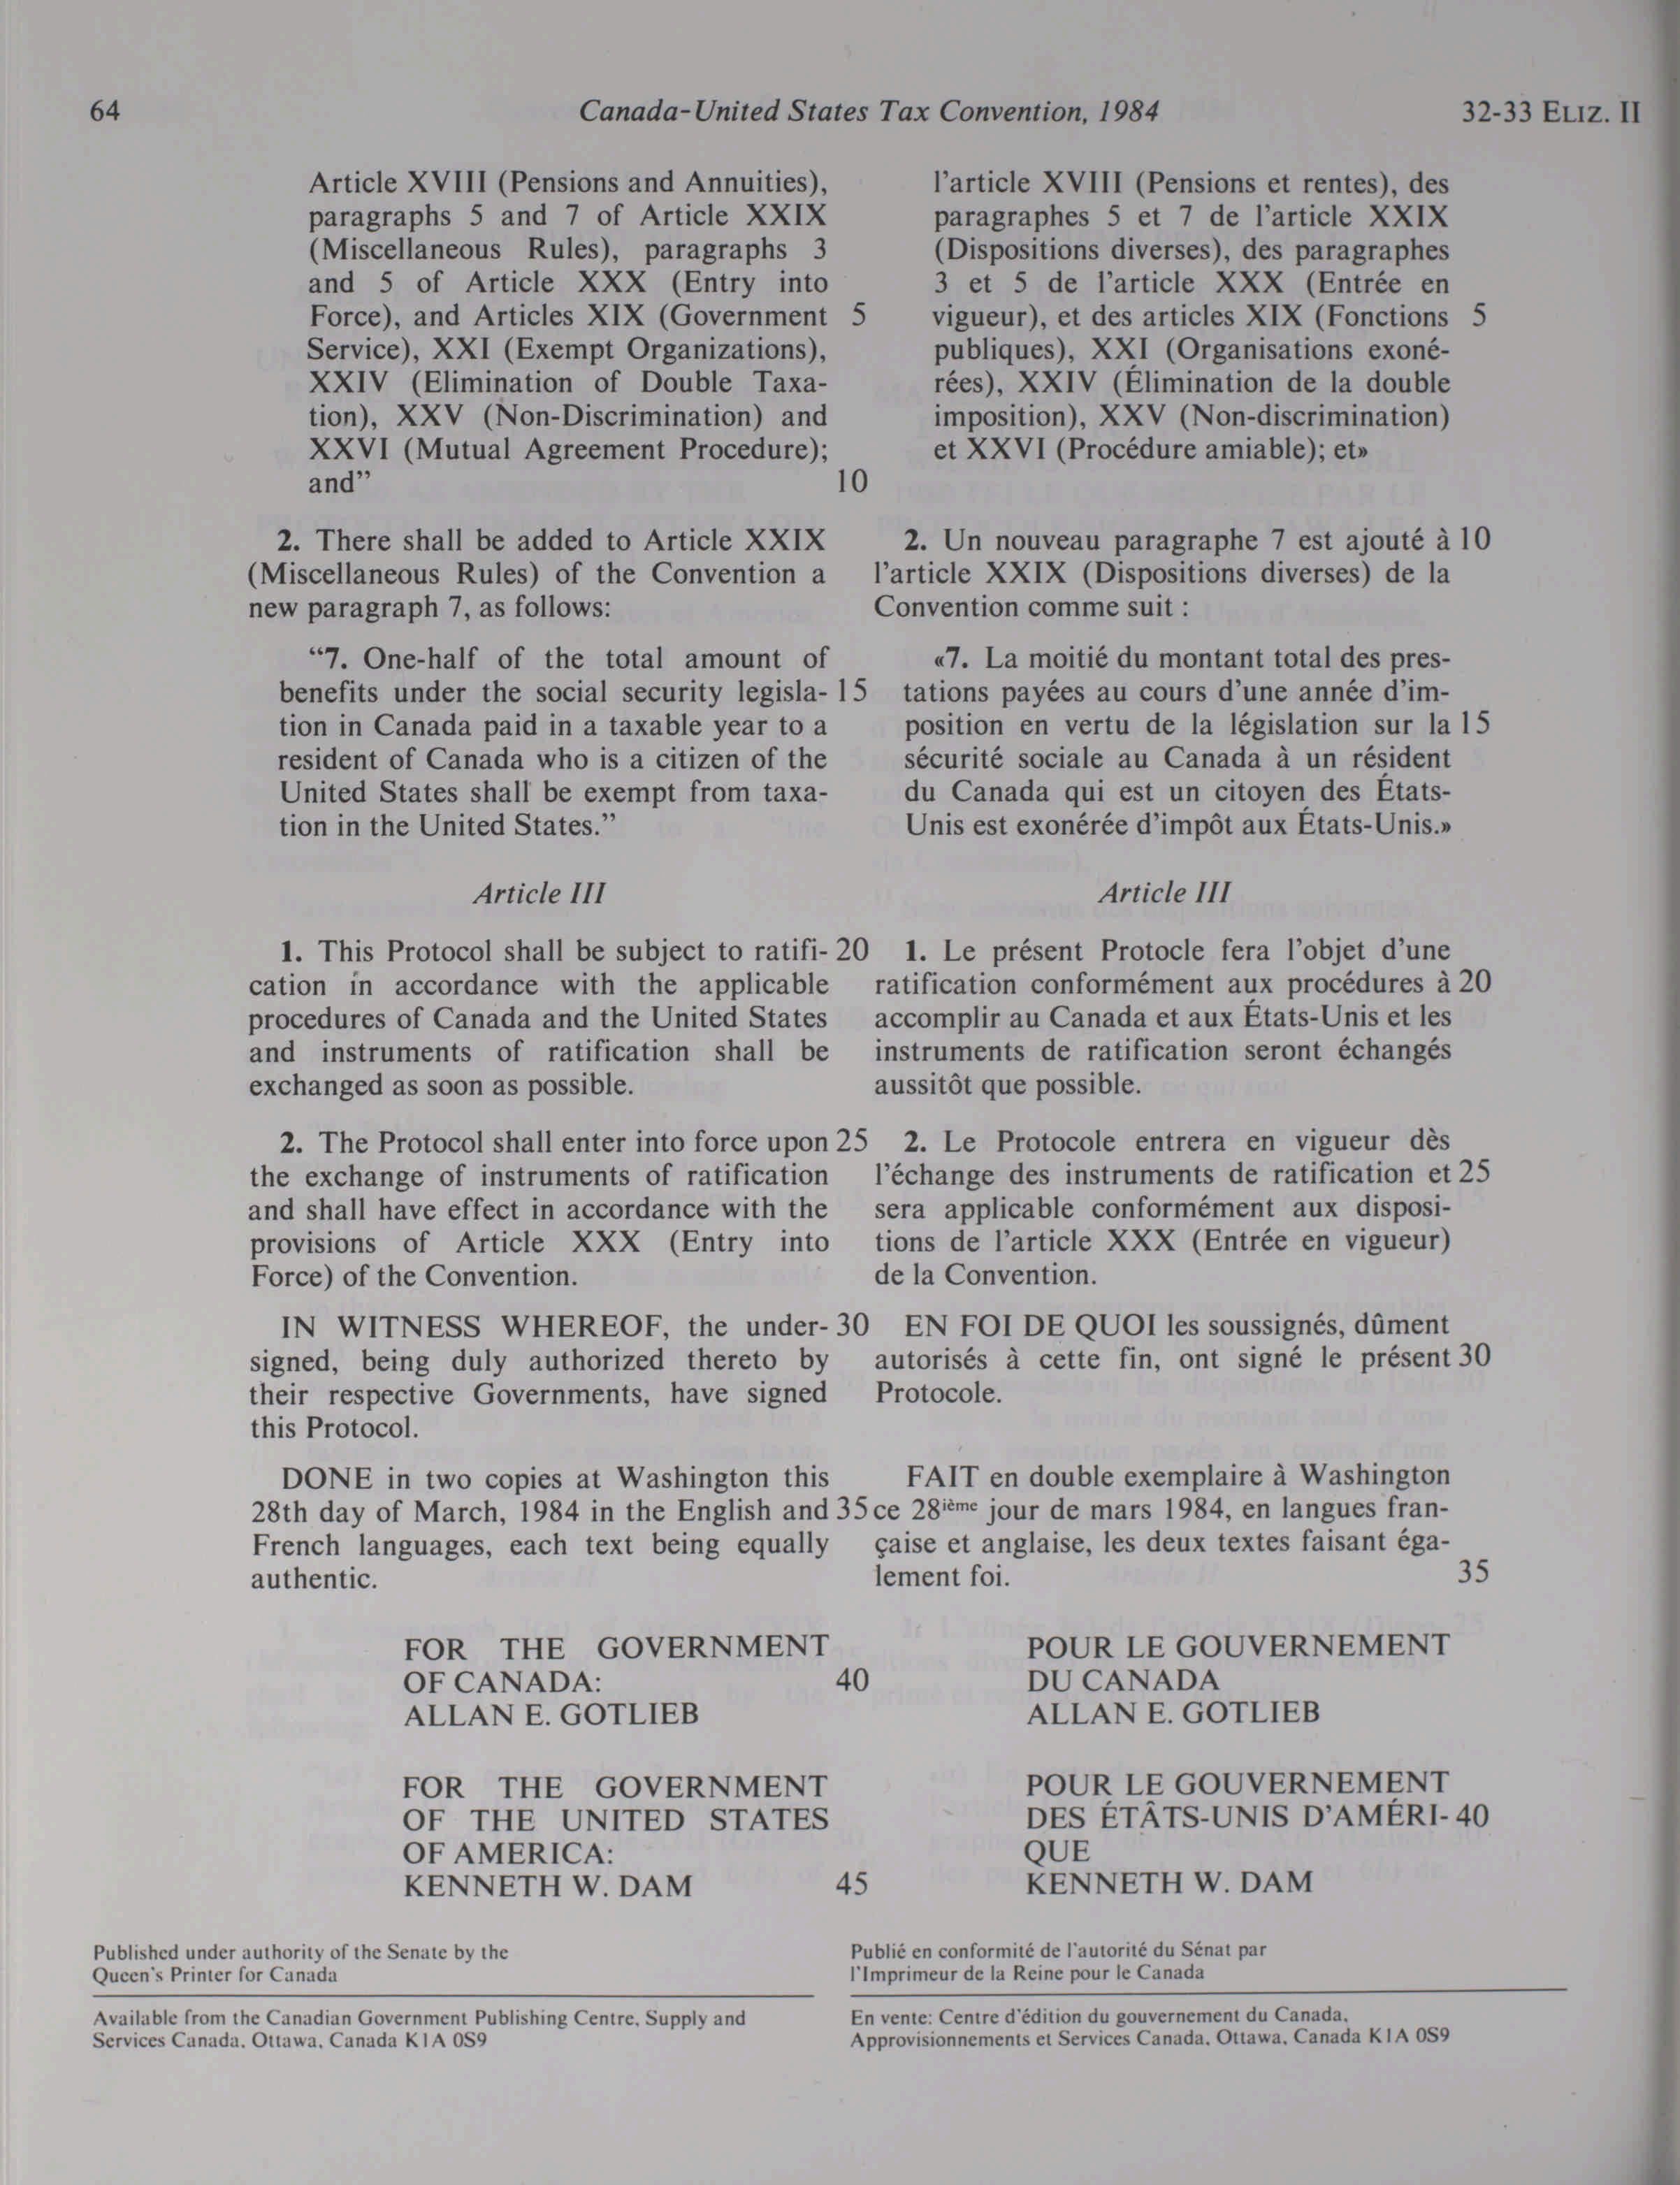 64
Canada-United States Tax Convention, 1984
32-33 ELIZ. II
Article XVIII (Pensions and Annuities),
paragraphs 5 and 7 of Article XXIX
(Miscellaneous Rules), paragraphs 3
and 5 of Article XXX (Entry into
Force), and Articles XIX (Government 5
Service), XXI (Exempt Organizations),
XXIV (Elimination of Double Taxa-
tion), XXV (Non-Discrimination) and
XXVI (Mutual Agreement Procedure);
and” 10
2. There shall be added to Article XXIX
(Miscellaneous Rules) of the Convention a
new paragraph 7, as follows:
“7. One-half of the total amount of
benefits under the social security legisla- 15
tion in Canada paid in a taxable year to a
resident of Canada who is a citizen of the
United States shall be exempt from taxa-
tion in the United States.”
Article III
1. This Protocol shall be subject to ratifi- 20
cation in accordance with the applicable
procedures of Canada and the United States
and instruments of ratification shall be
exchanged as soon as possible.
2. The Protocol shall enter into force upon 25
the exchange of instruments of ratification
and shall have effect in accordance with the
provisions of Article XXX (Entry into
Force) of the Convention.
IN WITNESS WHEREOF, the under- 30
signed, being duly authorized thereto by
their respective Governments, have signed
this Protocol.
DONE in two copies at Washington this
28th day of March, 1984 in the English and 35
French languages, each text being equally
authentic.
FOR THE GOVERNMENT
OF CANADA: 40
ALLAN E. GOTLIEB
FOR THE GOVERNMENT
OF THE UNITED STATES
OF AMERICA:
KENNETH W. DAM 45
l’article XVIII (Pensions et rentes), des
paragraphes 5 et 7 de l’article XXIX
(Dispositions diverses), des paragraphes
3 et 5 de l’article XXX (Entrée en
vigueur), et des articles XIX (Fonctions 5
publiques), XXI (Organisations exoné-
rées), XXIV (Élimination de la double
imposition), XXV (Non-discrimination)
et XXVI (Procédure amiable); et»
2. Un nouveau paragraphe 7 est ajouté à 10
l’article XXIX (Dispositions diverses) de la
Convention comme suit :
«7. La moitié du montant total des pres-
tations payées au cours d’une année d’im-
position en vertu de la législation sur la 15
sécurité sociale au Canada à un résident
du Canada qui est un citoyen des États-
Unis est exonérée d’impôt aux États-Unis.»
Article III
1. Le présent Protocle fera l’objet d’une
ratification conformément aux procédures à 20
accomplir au Canada et aux États-Unis et les
instruments de ratification seront échangés
aussitôt que possible.
2. Le Protocole entrera en vigueur dès
l’échange des instruments de ratification et 25
sera applicable conformément aux disposi-
tions de l’article XXX (Entrée en vigueur)
de la Convention.
EN FOI DE QUOI les soussignés, dûment
autorisés à cette fin, ont signé le présent 30
Protocole.
FAIT en double exemplaire à Washington
ce 28ième jour de mars 1984, en langues fran-
çaise et anglaise, les deux textes faisant éga-
lement foi. 35
POUR LE GOUVERNEMENT
DU CANADA
ALLAN E. GOTLIEB
POUR LE GOUVERNEMENT
DES ÉTÂTS-UNIS D’AMÉRI- 40
QUE
KENNETH W. DAM
Published under authority of the Senate by the
Queen's Printer for Canada
Available from the Canadian Government Publishing Centre, Supply and
Services Canada, Ottawa, Canada K1A 0S9
Publié en conformité de l'autorité du Sénat par
l'Imprimeur de la Reine pour le Canada
En vente: Centre d'édition du gouvernement du Canada,
Approvisionnements et Services Canada, Ottawa, Canada K1A 0S9